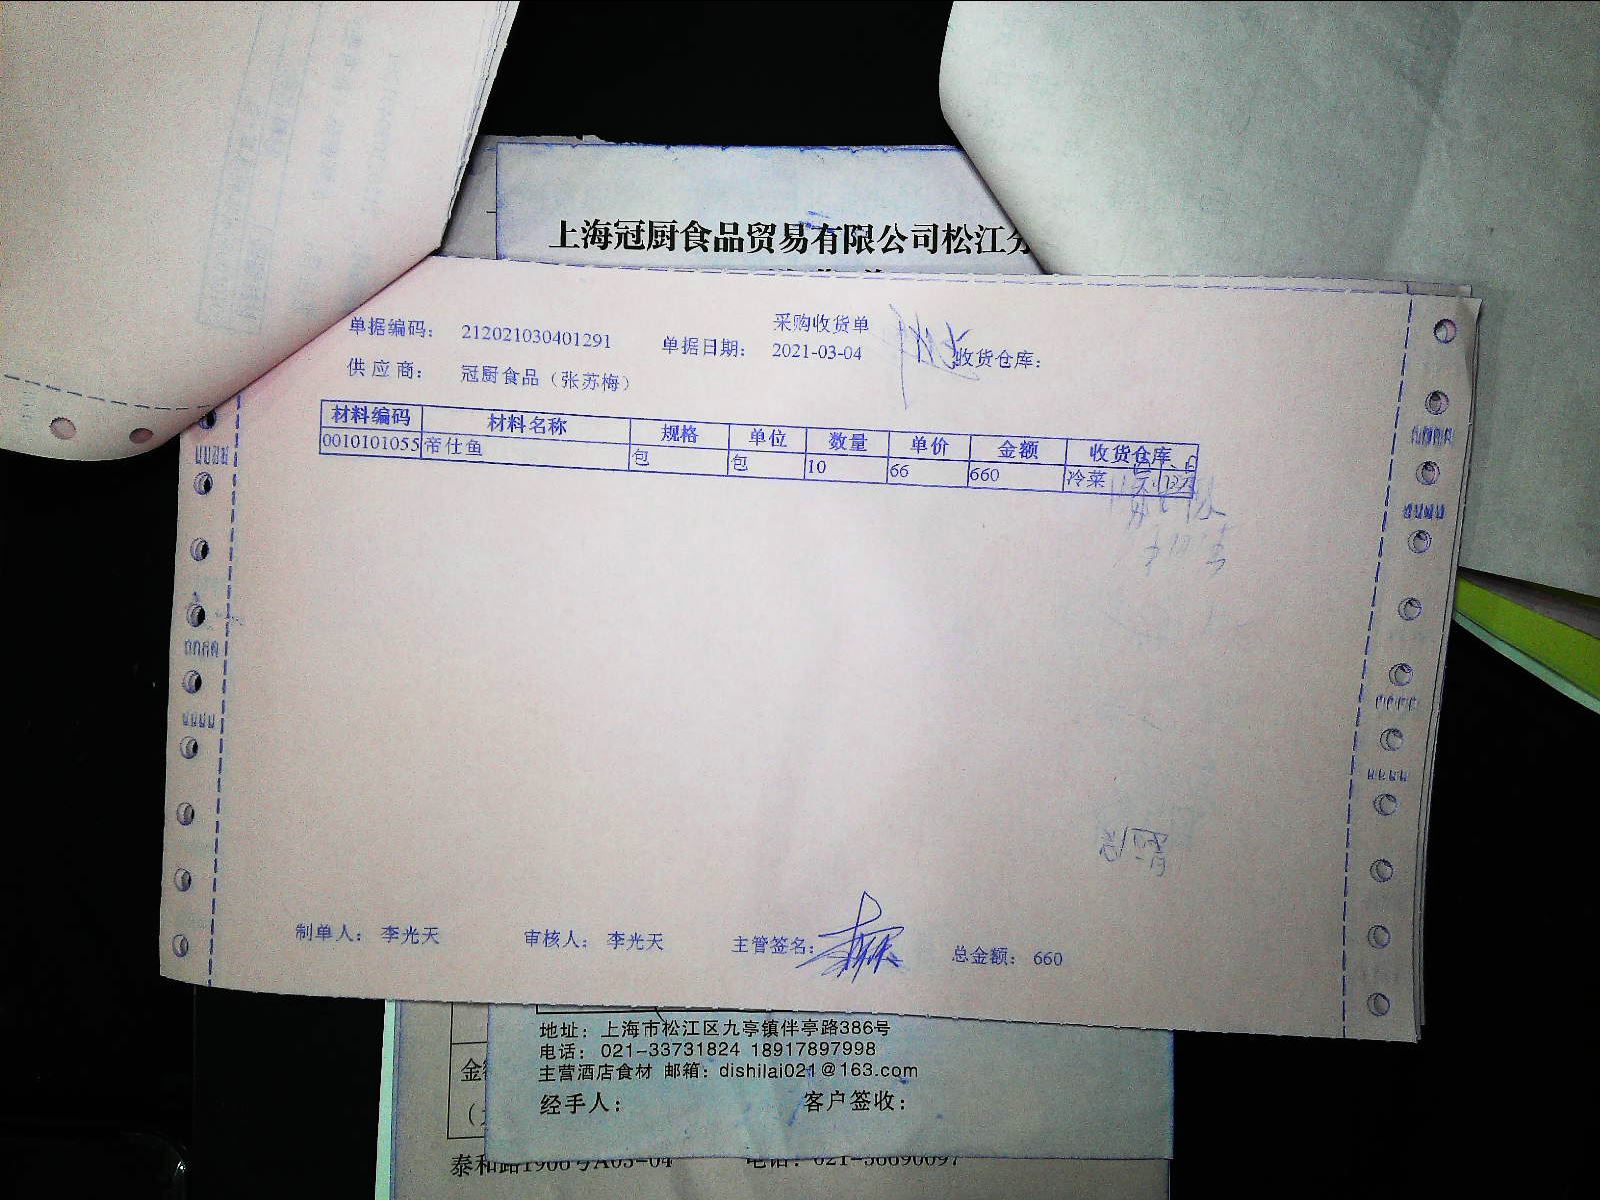 上海冠厨食品贸易有限公司松江分
采购收货单
单据编码： 212021030401291 单据日期： 2021-03-04 收货仓库：
供应商： 冠厨食品（张苏梅）
材料编码 材料名称 规格 单位 数量 单价 金额 收货仓库
0010101055 帝仕鱼 包 包 10 66 660 冷菜
制单人： 李光天 审核人： 李光天 主管签名： 总金额： 660
地址：上海市松江区九亭镇伴亭路386号
电话：021-33731824 18917897998
主营酒店食材 邮箱：dishilai021@163.com
经手人： 客户签收：